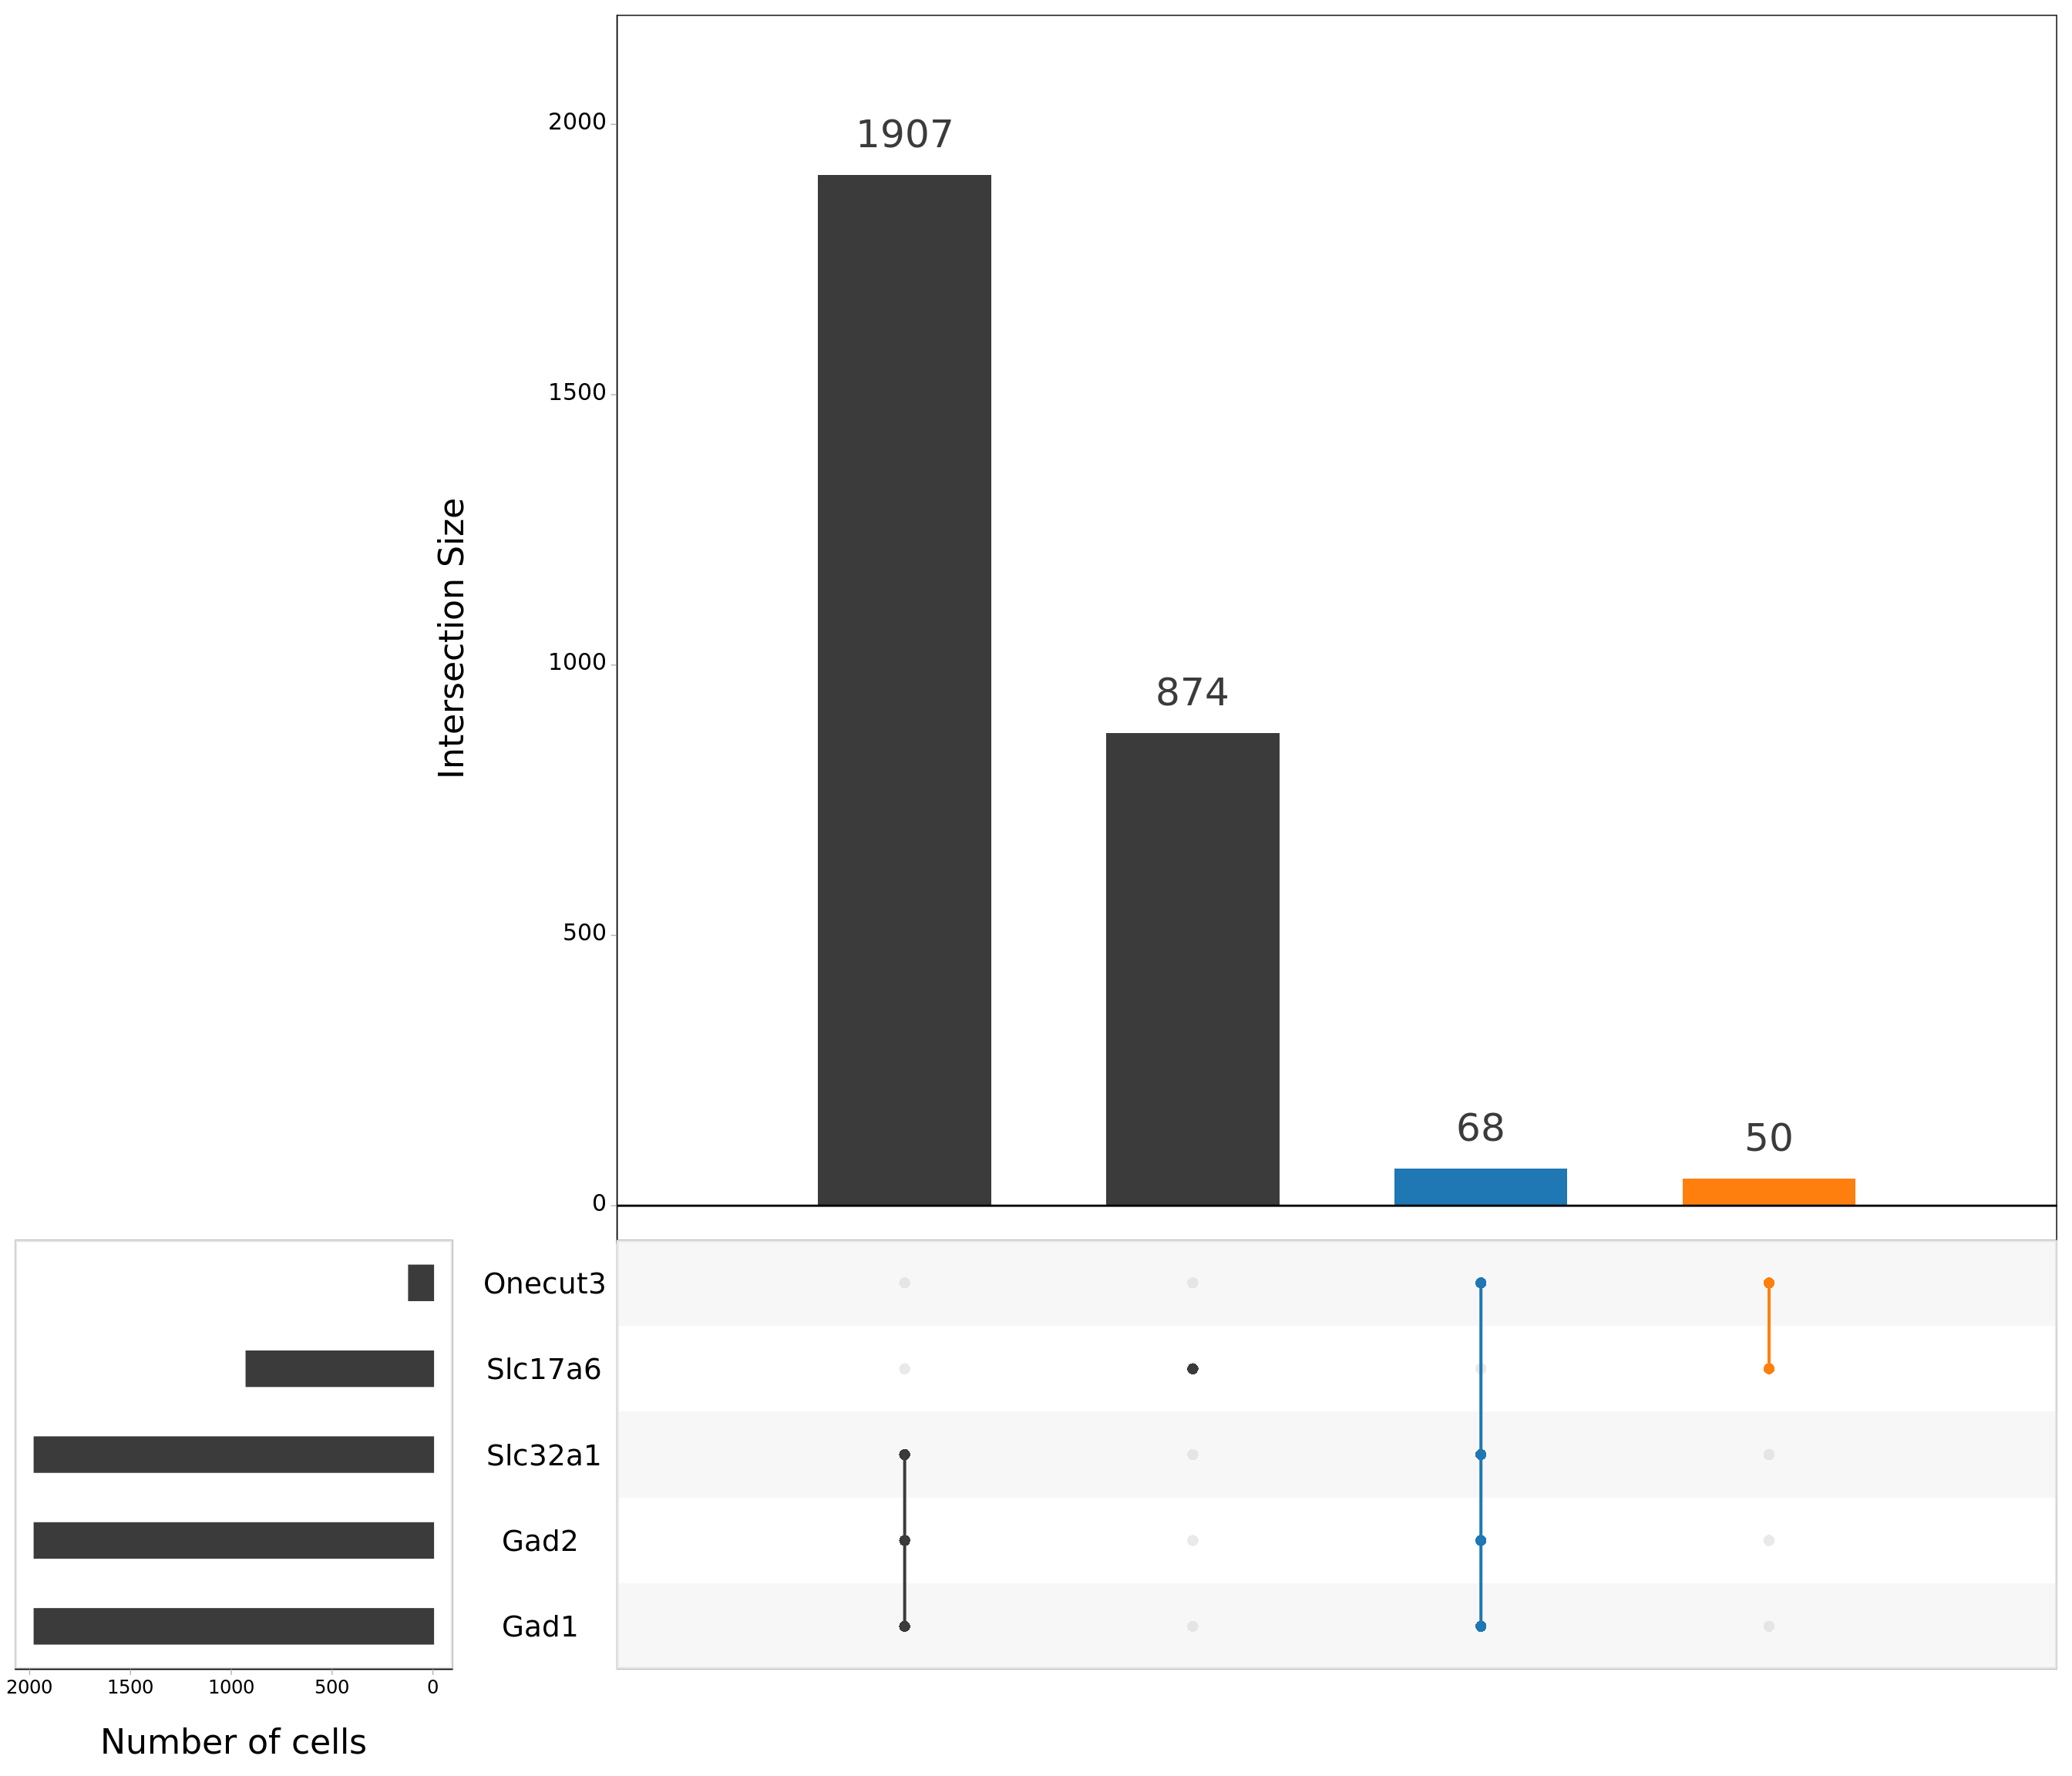 2000
1907
1500
Intersection Size
1000
874
500
68
50
0
Onecut3
Slc17a6
Slc32a1
Gad2
Gad1
2000 1500 1000 500 0
Number of cells